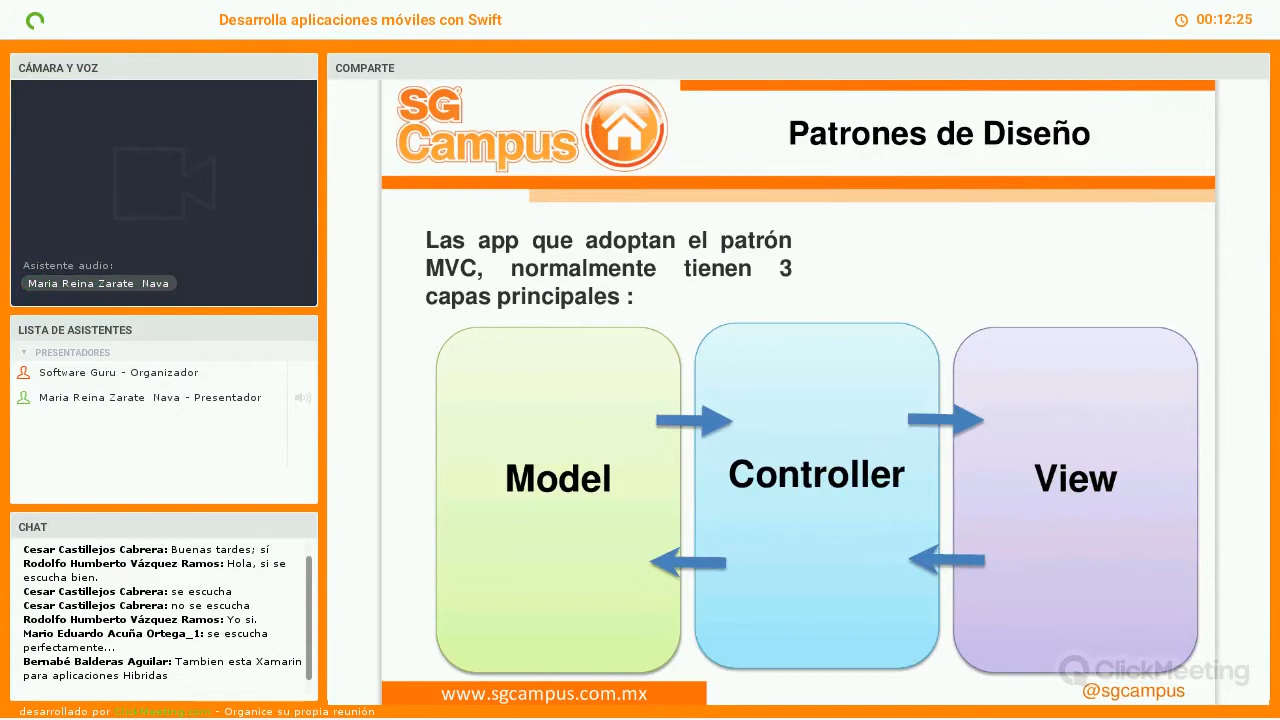 Desarrolla aplicaciones móviles con Swift
00:12:25
CÁMARA Y VOZ
Asistente audio:
Maria Reina Zarate Nava
LISTA DE ASISTENTES
PRESENTADORES
Software Guru - Organizador
Maria Reina Zarate Nava - Presentador
CHAT
Cesar Castillejos Cabrera: Buenas tardes; sí
Rodolfo Humberto Vázquez Ramos: Hola, si se
escucha bien.
Cesar Castillejos Cabrera: se escucha
Cesar Castillejos Cabrera: no se escucha
Rodolfo Humberto Vázquez Ramos: Yo si.
Mario Eduardo Acuña Ortega_1: se escucha
perfectamente...
Bernabé Balderas Aguilar: Tambien esta Xamarin
para aplicaciones Hibridas
COMPARTE
SG
Campus
Patrones de Diseño
Las app que adoptan el patrón
MVC, normalmente tienen 3
capas principales :
Model
Controller
View
ClickMeeting
www.sgcampus.com.mx
@sgcampus
desarrollado por ClickMeeting.com - Organice su propia reunión